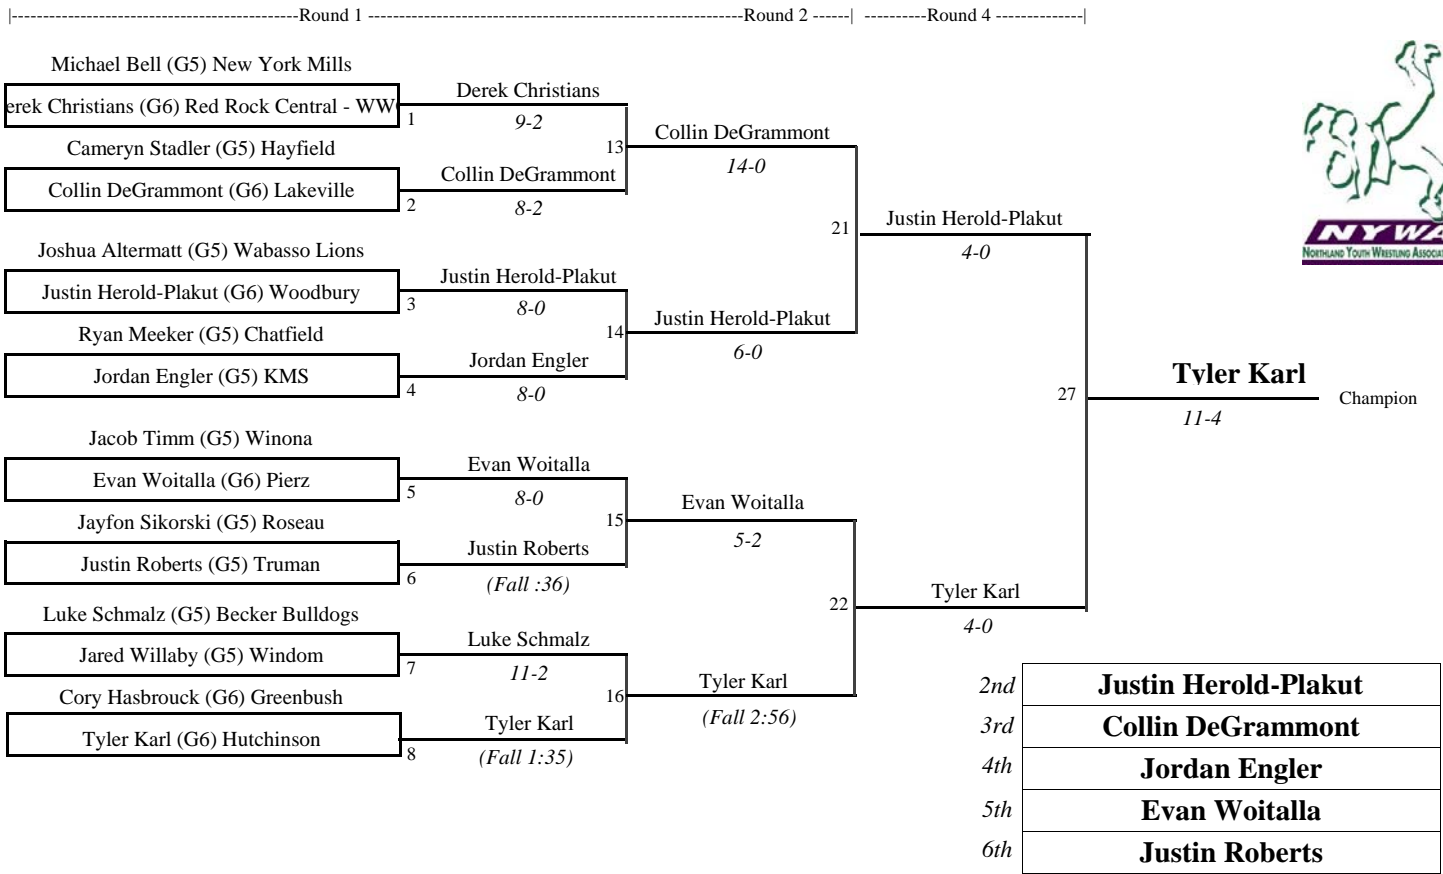 |-----------------------------------------------Round 1 ----------------------------------------------------------------------------Round 2 ------| ----------Round 4 --------------|
Michael Bell (G5) New York Mills
erek Christians (G6) Red Rock Central - WW
1
Derek Christians
9-2
Cameryn Stadler (G5) Hayfield
Collin DeGrammont (G6) Lakeville
2
Collin DeGrammont
8-2
13
Collin DeGrammont
14-0
Joshua Altermatt (G5) Wabasso Lions
Justin Herold-Plakut (G6) Woodbury
3
Justin Herold-Plakut
8-0
Ryan Meeker (G5) Chatfield
Jordan Engler (G5) KMS
4
Jordan Engler
8-0
14
Justin Herold-Plakut
6-0
21
Justin Herold-Plakut
4-0
Jacob Timm (G5) Winona
Evan Woitalla (G6) Pierz
5
Evan Woitalla
8-0
Jayfon Sikorski (G5) Roseau
Justin Roberts (G5) Truman
6
Justin Roberts
(Fall :36)
15
Evan Woitalla
5-2
Luke Schmalz (G5) Becker Bulldogs
Jared Willaby (G5) Windom
7
Luke Schmalz
11-2
Cory Hasbrouck (G6) Greenbush
Tyler Karl (G6) Hutchinson
8
Tyler Karl
(Fall 1:35)
16
Tyler Karl
(Fall 2:56)
22
Tyler Karl
4-0
27
Tyler Karl
Champion
11-4
NYWA
NORTHLAND YOUTH WRESTLING ASSOCIAT
2nd Justin Herold-Plakut
3rd Collin DeGrammont
4th Jordan Engler
5th Evan Woitalla
6th Justin Roberts